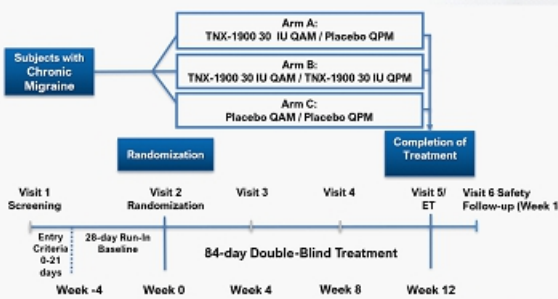 Arm A:
TNX-1900 30 IU QAM / Placebo QPM
Subjects with
Chronic
Migraine
Arm B:
TNX-1900 30 IU QAM / TNX-1900 30 IU QPM
Arm C:
Placebo QAM / Placebo QPM
Randomization
Completion of
Treatment
Visit 1
Screening
Visit 2
Randomization
Visit 3
Visit 4
Visit 5/
ET
Visit 6 Safety
Follow-up (Week 1
Entry
Criteria
0-21
days
28-day Run-In
Baseline
84-day Double-Blind Treatment
Week -4
Week 0
Week 4
Week 8
Week 12